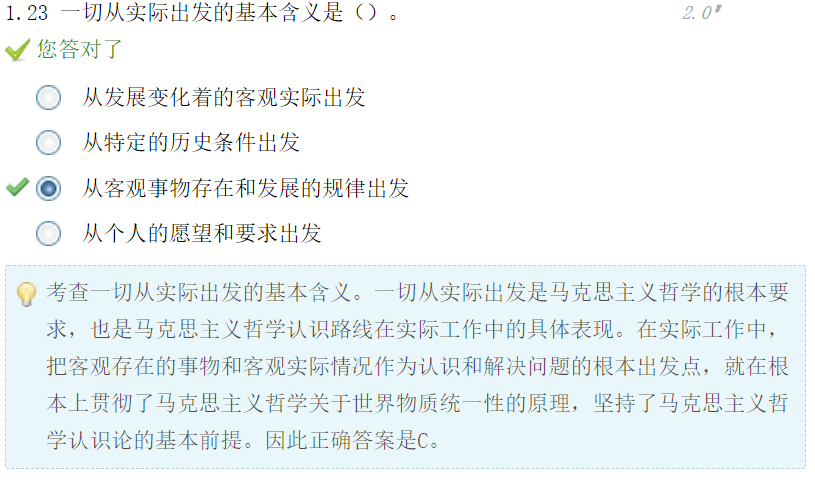 1.23 一切从实际出发的基本含义是（）。 2.0'
您答对了
从发展变化着的客观实际出发
从特定的历史条件出发
从客观事物存在和发展的规律出发
从个人的愿望和要求出发
考查一切从实际出发的基本含义。一切从实际出发是马克思主义哲学的根本要
求，也是马克思主义哲学认识路线在实际工作中的具体表现。在实际工作中，
把客观存在的事物和客观实际情况作为认识和解决问题的根本出发点，就在根
本上贯彻了马克思主义哲学关于世界物质统一性的原理，坚持了马克思主义哲
学认识论的基本前提。因此正确答案是C。